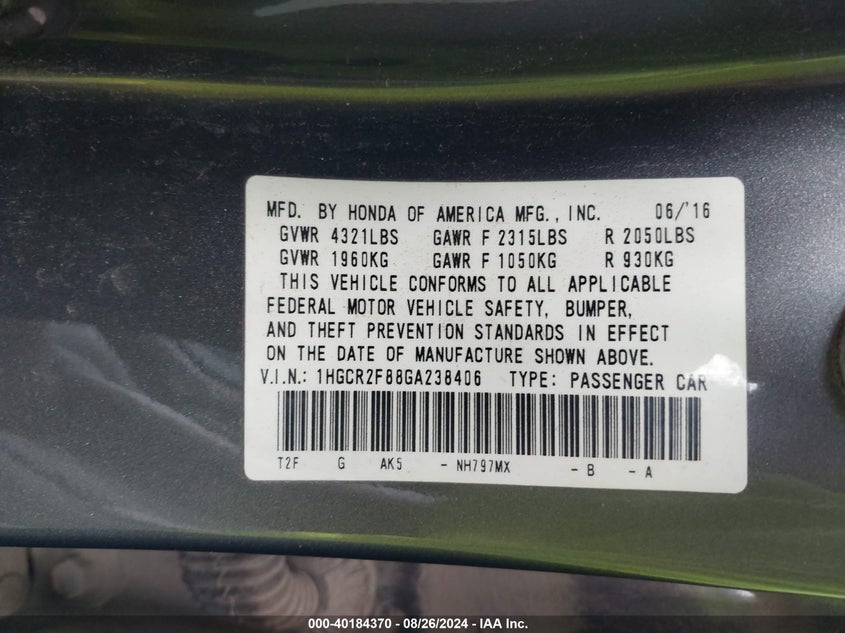 MFD. BY HONDA OF AMERICA MFG., INC. 06/'16
GVWR 4321LBS GAWR F 2315LBS R 2050LBS
GVWR 1960KG GAWR F 1050KG R 930KG
THIS VEHICLE CONFORMS TO ALL APPLICABLE
FEDERAL MOTOR VEHICLE SAFETY, BUMPER,
AND THEFT PREVENTION STANDARDS IN EFFECT
ON THE DATE OF MANUFACTURE SHOWN ABOVE.
V.I.N.: 1HGCR2F88GA238406 TYPE: PASSENGER CAR
T2F G AK5 - NH797MX - B - A
000-40184370 - 08/26/2024 - IAA Inc.